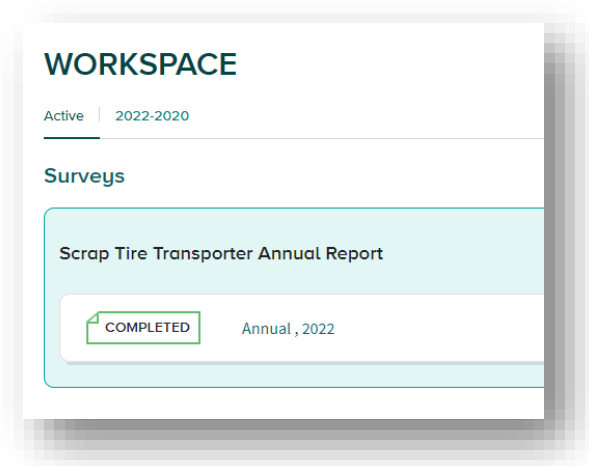 WORKSPACE
Active 2022-2020
Surveys
Scrap Tire Transporter Annual Report
COMPLETED Annual , 2022